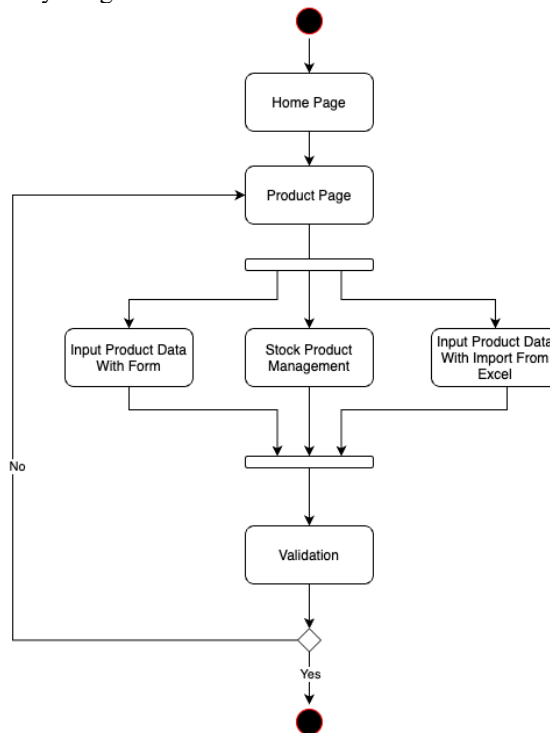 Home Page
Product Page
Input Product Data
With Form
Stock Product
Management
Input Product Data
With Import From
Excel
No
Validation
Yes